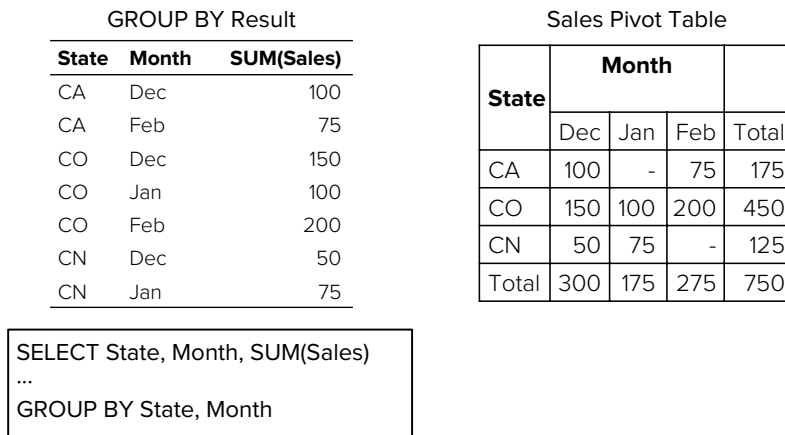 GROUP BY Result
State Month SUM(Sales)
CA Dec 100
CA Feb 75
CO Dec 150
CO Jan 100
CO Feb 200
CN Dec 50
CN Jan 75
SELECT State, Month, SUM(Sales)
...
GROUP BY State, Month
Sales Pivot Table
Month
State
Dec Jan Feb Total
CA 100 - 75 175
CO 150 100 200 450
CN 50 75 - 125
Total 300 175 275 750